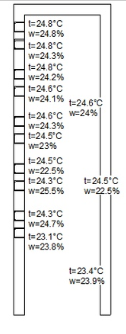 t=24.8°C
w=24.8%
t=24.8°C
w=24.3%
t=24.8°C
w=24.2%
t=24.6°C
w=24.1%
t=24.6°C
w=24%
t=24.6°C
w=24.3%
t=24.5°C
w=23%
t=24.5°C
w=22.5%
t=24.3°C
w=25.5%
t=24.5°C
w=22.5%
t=24.3°C
w=24.7%
t=23.1°C
w=23.8%
t=23.4°C
w=23.9%